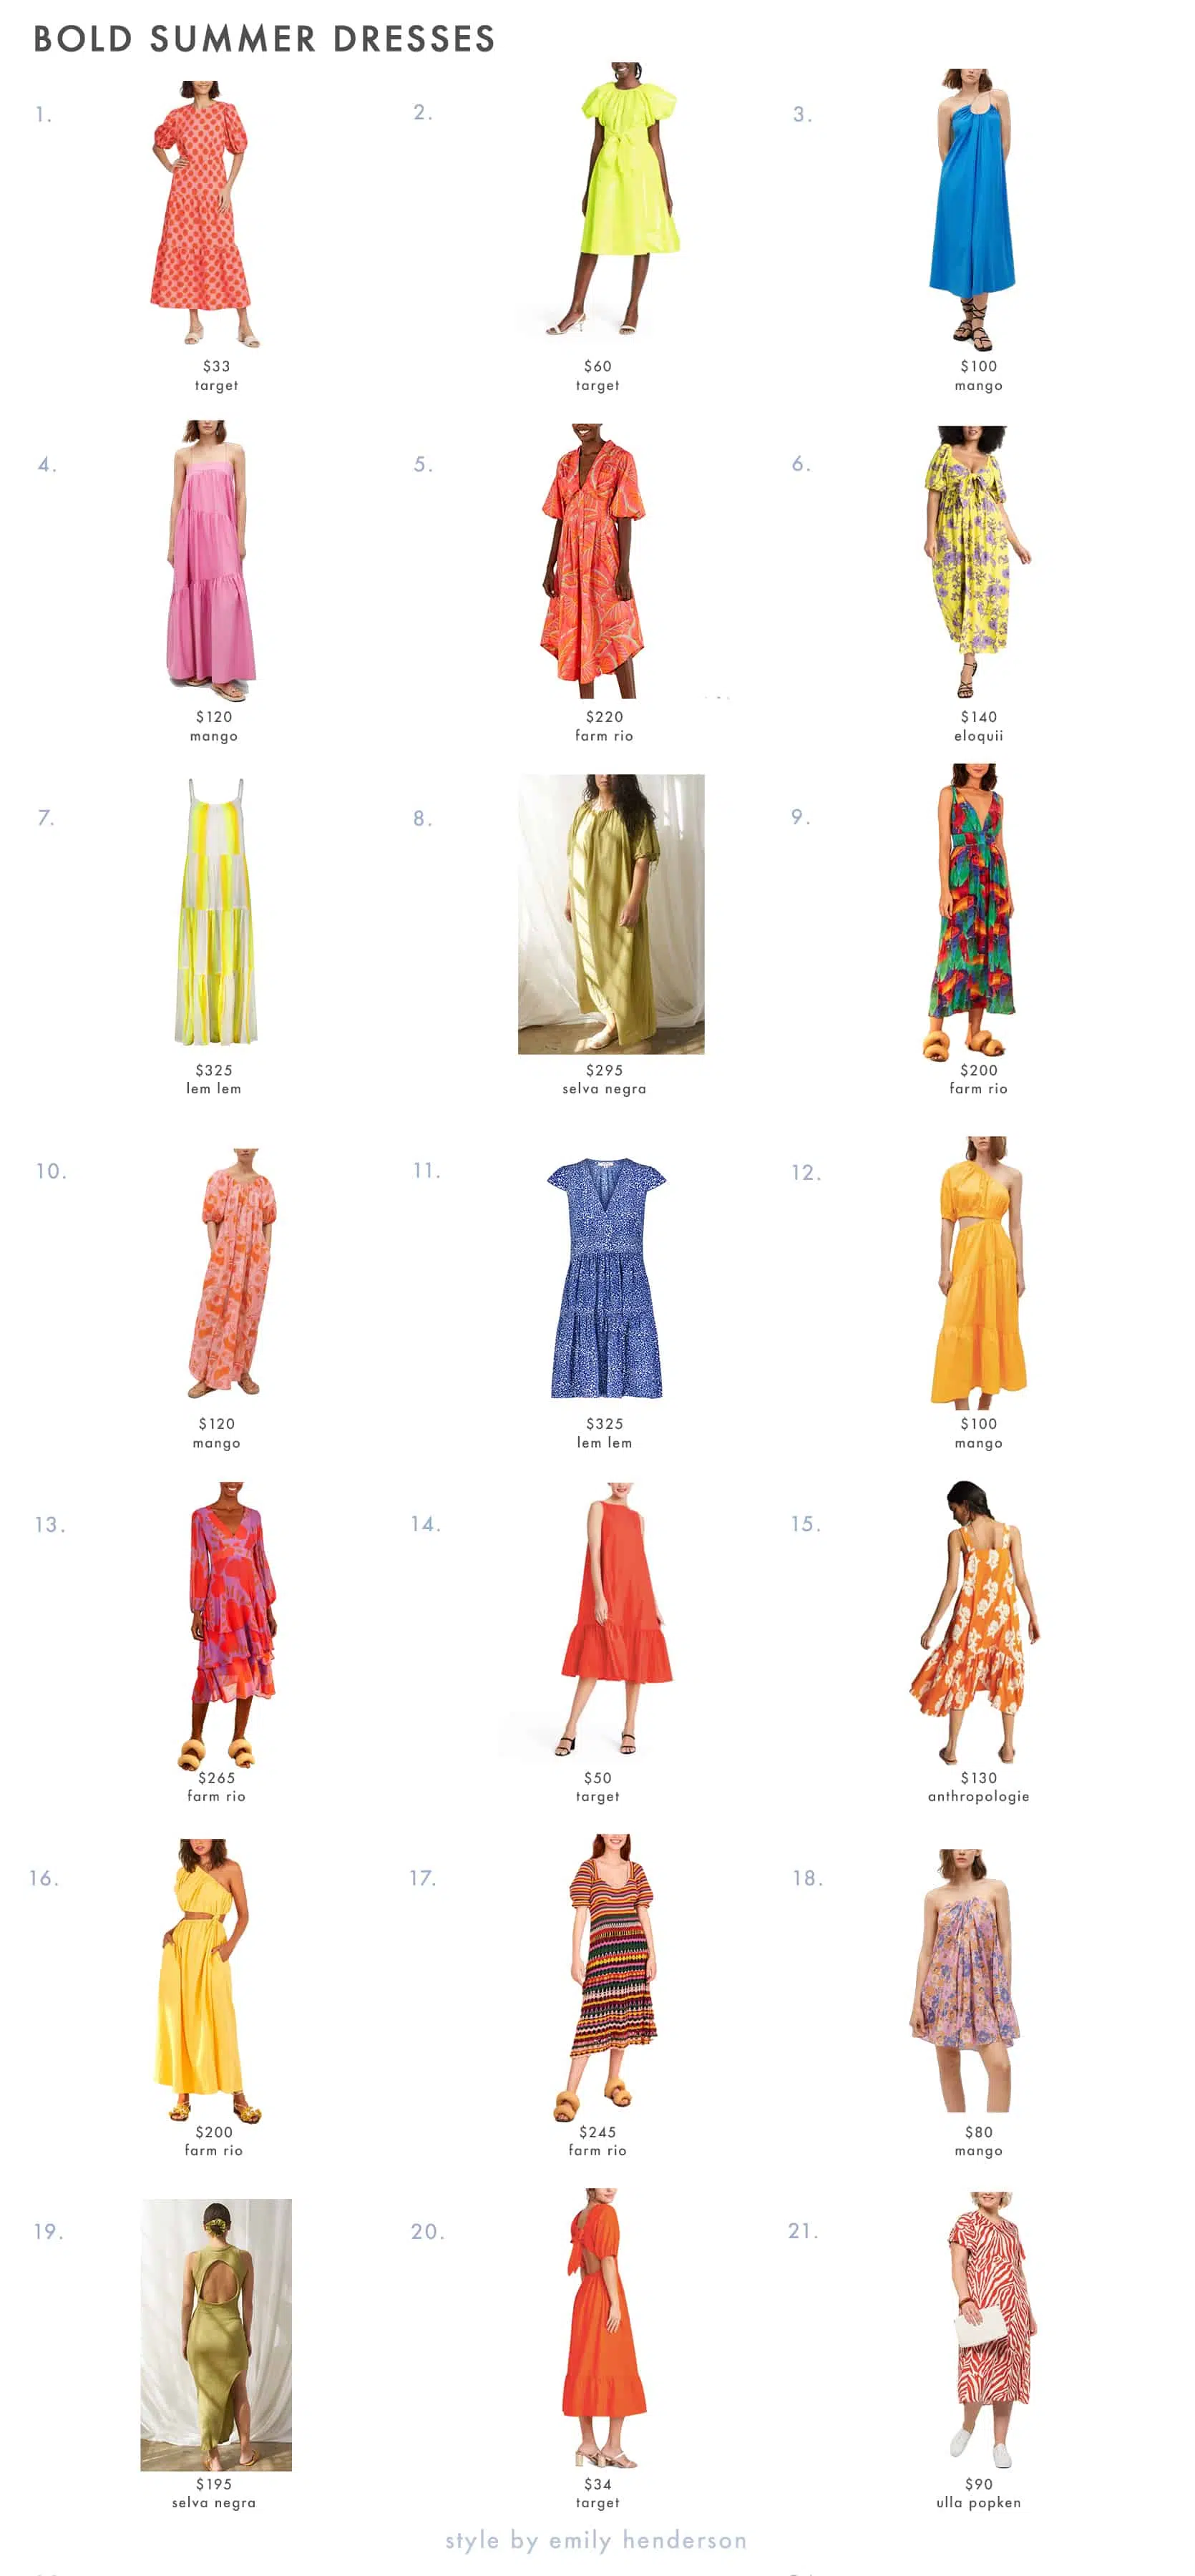 BOLD SUMMER DRESSES
1.
2.
3.
$33
target
$60
target
$100
mango
4.
5.
6.
$120
mango
$220
farm rio
$140
eloquii
7.
8.
9.
$325
lem lem
$295
selva negra
$200
farm rio
10.
11.
12.
$120
mango
$325
lem lem
$100
mango
13.
14.
15.
$265
farm rio
$50
target
$130
anthropologie
16.
17.
18.
$200
farm rio
$245
farm rio
$80
mango
19.
20.
21.
$195
selva negra
$34
target
$90
ulla popken
style by emily henderson